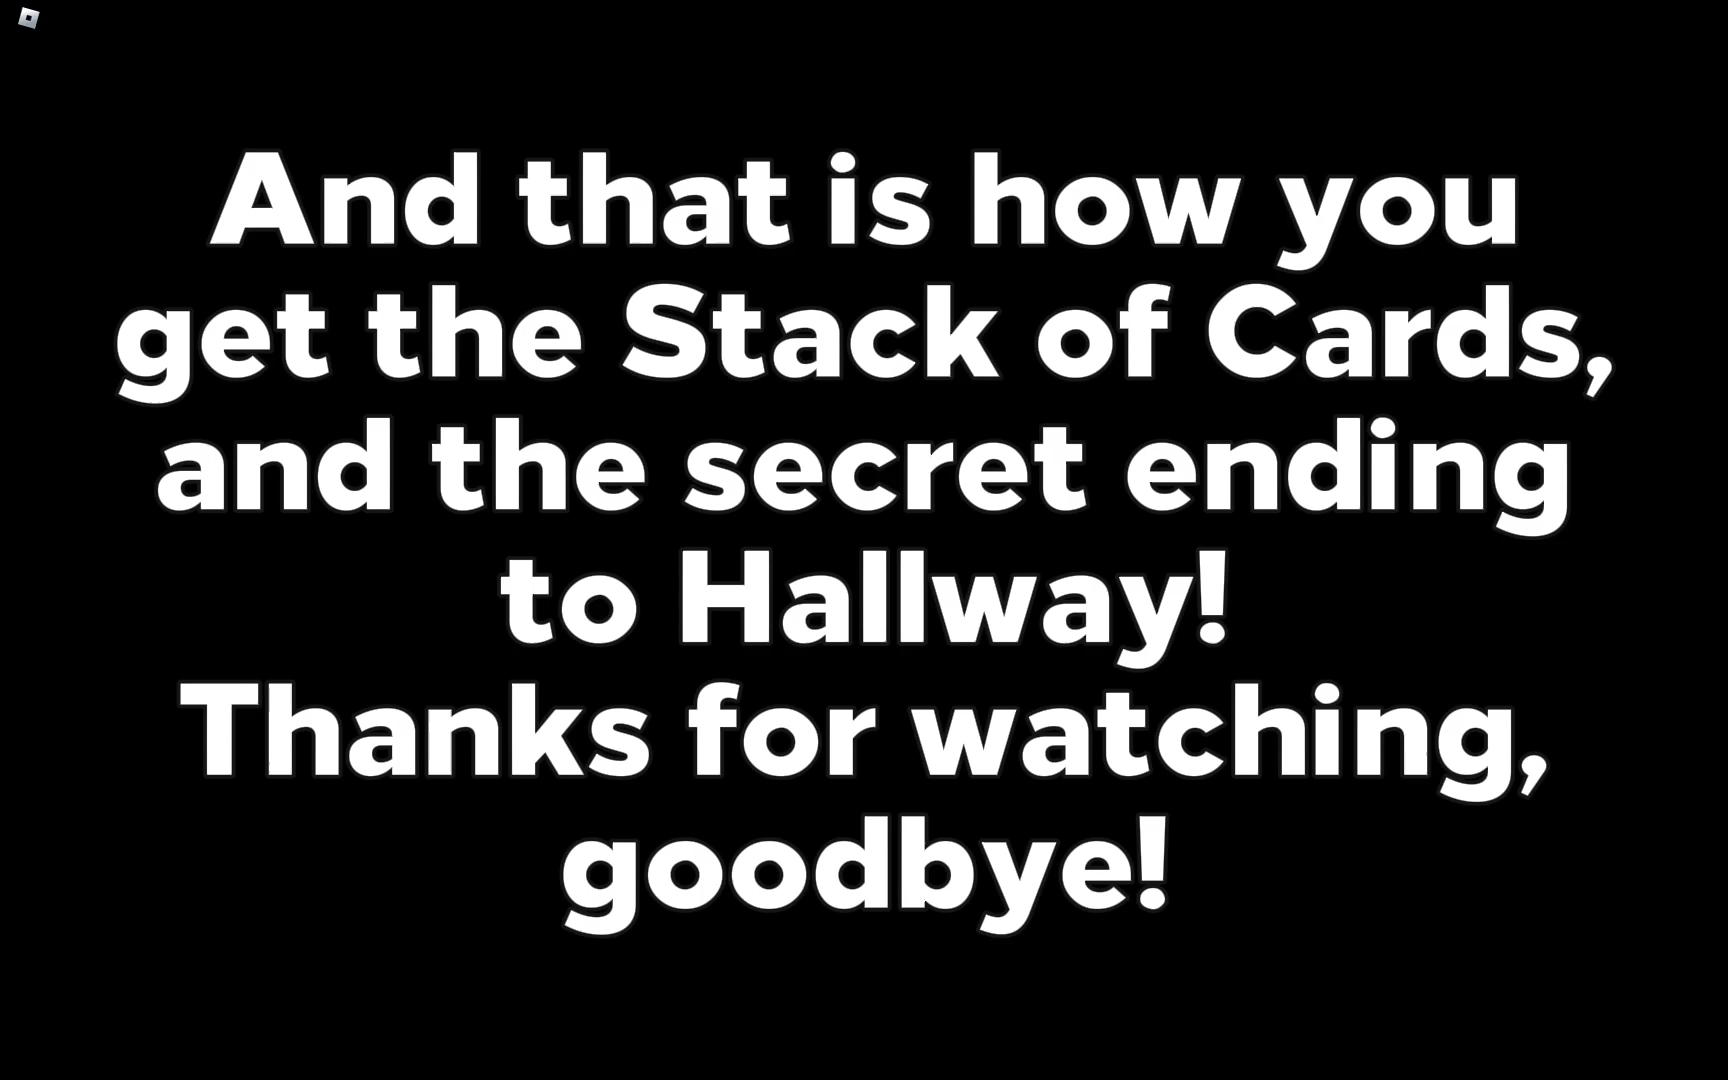 And that is how you
get the Stack of Cards,
and the secret ending
to Hallway!
Thanks for watching,
goodbye!